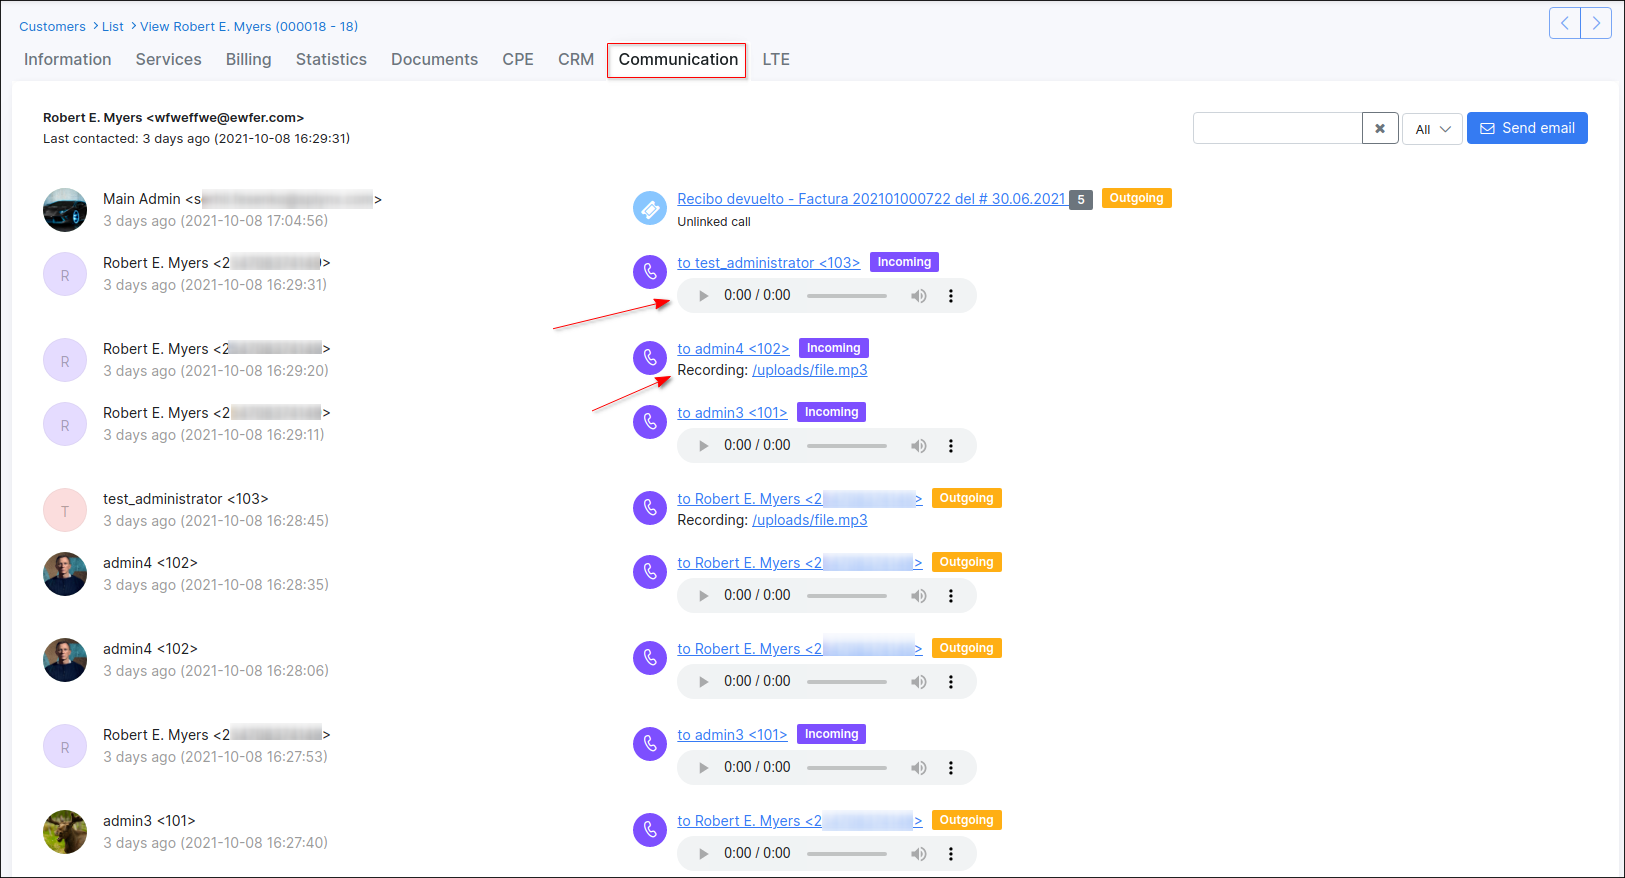 Customers > List > View Robert E. Myers (000018 - 18)
Information Services Billing Statistics Documents CPE CRM Communication LTE
Robert E. Myers <wfweffwe@ewfer.com>
Last contacted: 3 days ago (2021-10-08 16:29:31)
All
Send email
Main Admin <s >
3 days ago (2021-10-08 17:04:56)
Recibo devuelto - Factura 202101000722 del # 30.06.2021 5 Outgoing
Unlinked call
R
Robert E. Myers <2 >
3 days ago (2021-10-08 16:29:31)
to test_administrator <103> Incoming
0:00 / 0:00
R
Robert E. Myers <2 >
3 days ago (2021-10-08 16:29:20)
to admin4 <102> Incoming
Recording: /uploads/file.mp3
R
Robert E. Myers <2 >
3 days ago (2021-10-08 16:29:11)
to admin3 <101> Incoming
0:00 / 0:00
T
test_administrator <103>
3 days ago (2021-10-08 16:28:45)
to Robert E. Myers <2 > Outgoing
Recording: /uploads/file.mp3
admin4 <102>
3 days ago (2021-10-08 16:28:35)
to Robert E. Myers <2 > Outgoing
0:00 / 0:00
admin4 <102>
3 days ago (2021-10-08 16:28:06)
to Robert E. Myers <2 > Outgoing
0:00 / 0:00
R
Robert E. Myers <2 >
3 days ago (2021-10-08 16:27:53)
to admin3 <101> Incoming
0:00 / 0:00
admin3 <101>
3 days ago (2021-10-08 16:27:40)
to Robert E. Myers <2 > Outgoing
0:00 / 0:00